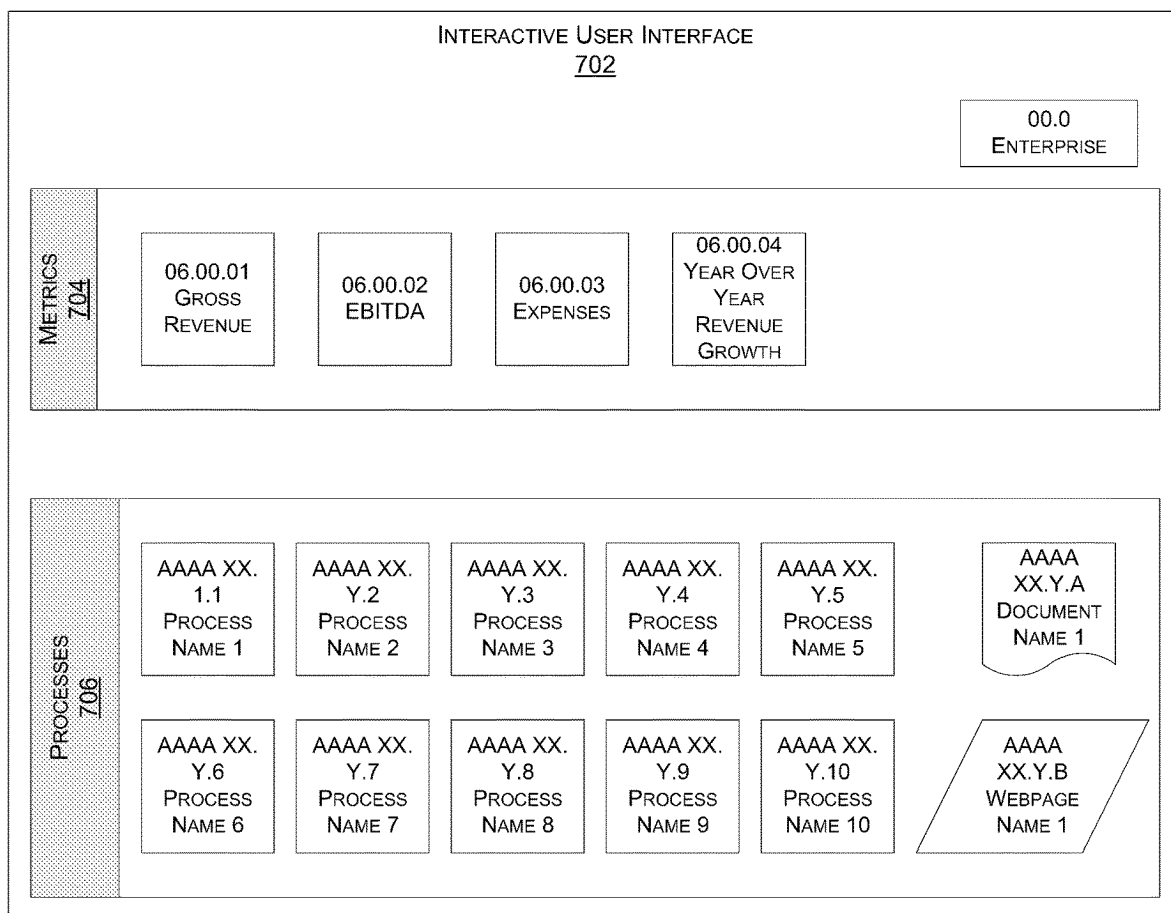 INTERACTIVE USER INTERFACE
702
00.0
ENTERPRISE
METRICS
704
06.00.01
GROSS
REVENUE
06.00.02
EBITDA
06.00.03
EXPENSES
06.00.04
YEAR OVER
YEAR
REVENUE
GROWTH
PROCESSES
706
AAAA XX.
1.1
PROCESS
NAME 1
AAAA XX.
Y.2
PROCESS
NAME 2
AAAA XX.
Y.3
PROCESS
NAME 3
AAAA XX.
Y.4
PROCESS
NAME 4
AAAA XX.
Y.5
PROCESS
NAME 5
AAAA
XX.Y.A
DOCUMENT
NAME 1
AAAA XX.
Y.6
PROCESS
NAME 6
AAAA XX.
Y.7
PROCESS
NAME 7
AAAA XX.
Y.8
PROCESS
NAME 8
AAAA XX.
Y.9
PROCESS
NAME 9
AAAA XX.
Y.10
PROCESS
NAME 10
AAAA
XX.Y.B
WEBPAGE
NAME 1